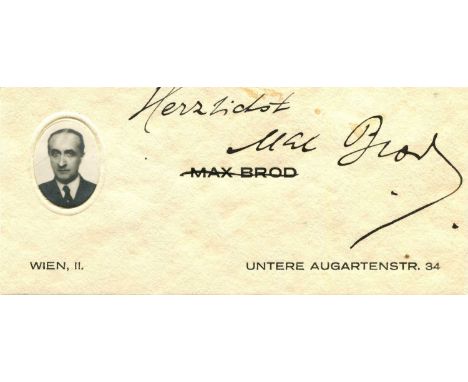 Herzlichst
Max Brod
MAX BROD
WIEN, II.
UNTERE AUGARTENSTR. 34